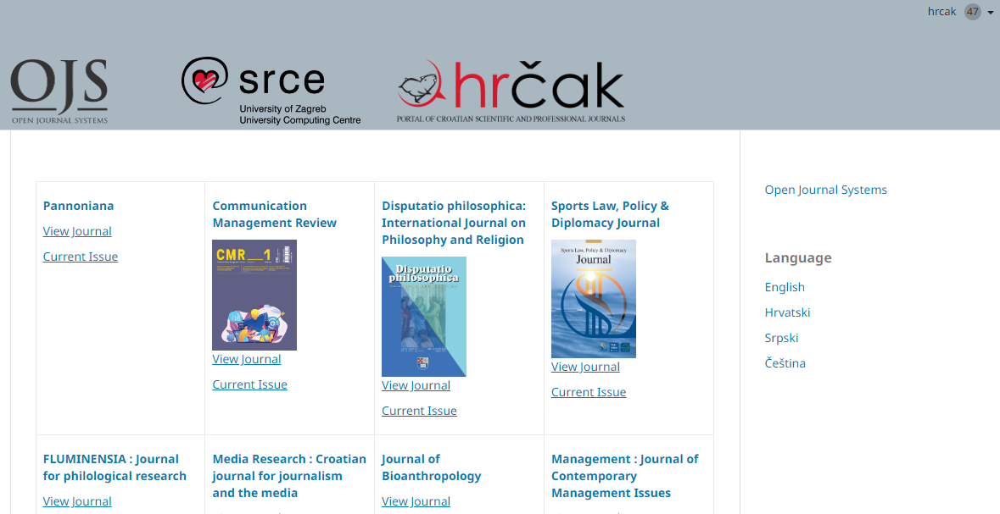 hrcak 47
OJS
OPEN JOURNAL SYSTEMS
srce
University of Zagreb
University Computing Centre
hrčak
PORTAL OF CROATIAN SCIENTIFIC AND PROFESSIONAL JOURNALS
Pannoniana
View Journal
Current Issue
Communication
Management Review
CMR__1
View Journal
Current Issue
Disputatio philosophica:
International Journal on
Philosophy and Religion
Disputatio
philosophica
View Journal
Current Issue
Sports Law, Policy &
Diplomacy Journal
Sports Law, Policy & Diplomacy
Journal
View Journal
Current Issue
FLUMINENSIA : Journal
for philological research
View Journal
Media Research : Croatian
journal for journalism
and the media
Journal of
Bioanthropology
View Journal
Management : Journal of
Contemporary
Management Issues
Open Journal Systems
Language
English
Hrvatski
Srpski
Čeština